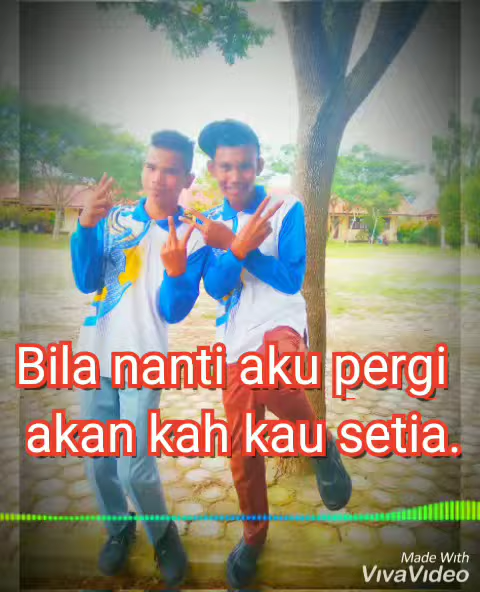 Bila nanti aku pergi
akan kah kau setia.
Made With
VivaVideo